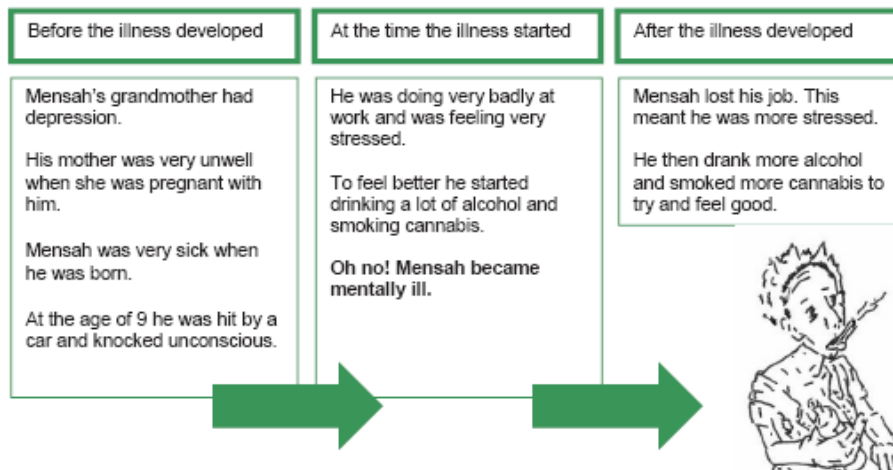 Before the illness developed
Mensah's grandmother had
depression.
His mother was very unwell
when she was pregnant with
him.
Mensah was very sick when
he was born.
At the age of 9 he was hit by a
car and knocked unconscious.
At the time the illness started
He was doing very badly at
work and was feeling very
stressed.
To feel better he started
drinking a lot of alcohol and
smoking cannabis.
Oh no! Mensah became
mentally ill.
After the illness developed
Mensah lost his job. This
meant he was more stressed.
He then drank more alcohol
and smoked more cannabis to
try and feel good.